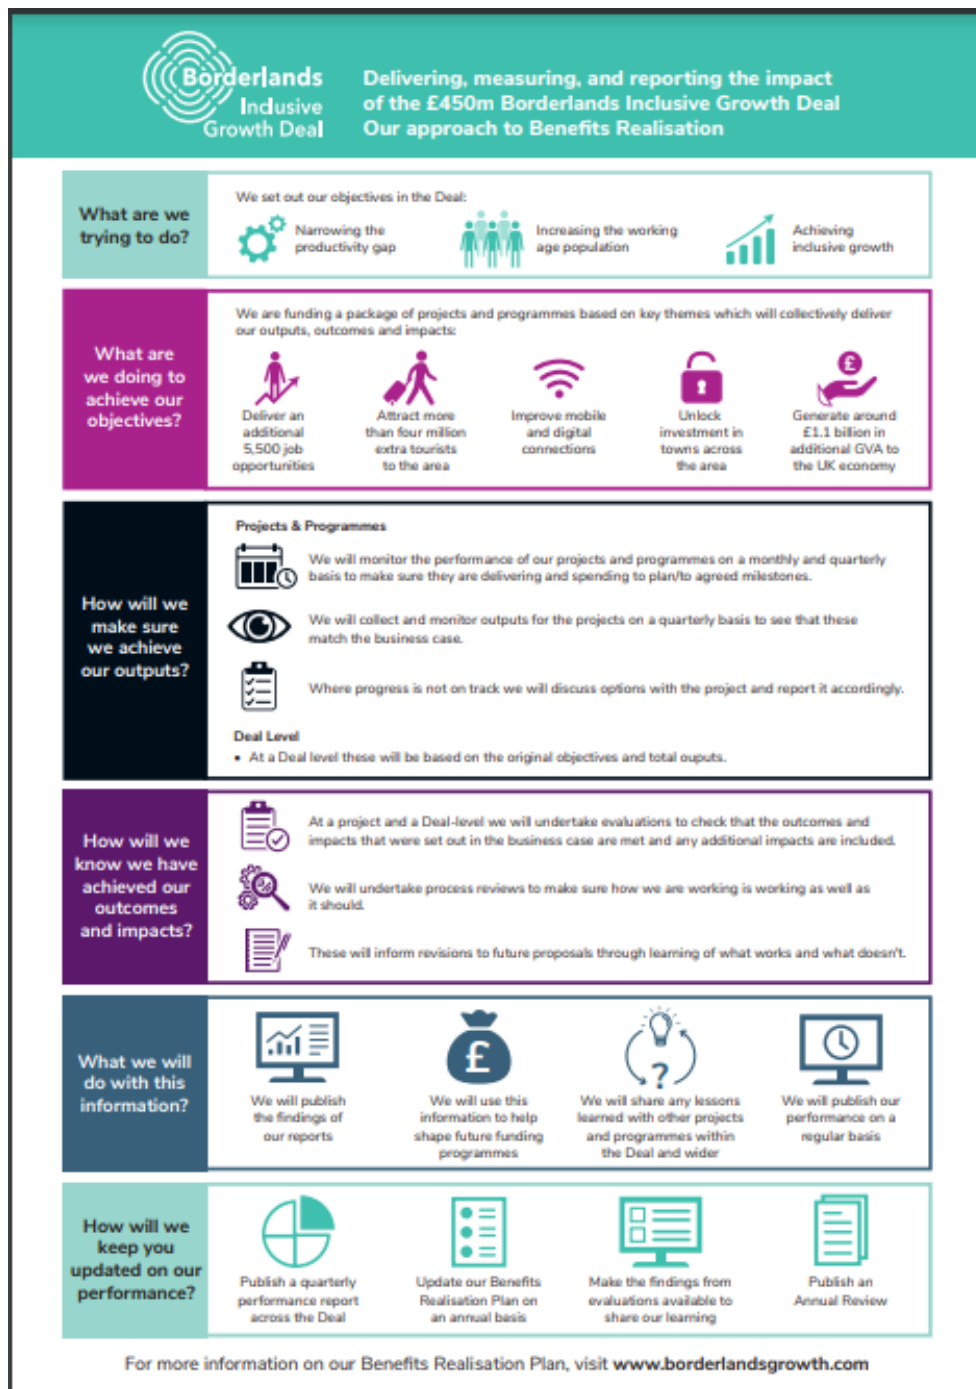 Borderlands
Inclusive
Growth Deal
Delivering, measuring, and reporting the impact
of the £450m Borderlands Inclusive Growth Deal
Our approach to Benefits Realisation
What are we
trying to do?
We set out our objectives in the Deal:
Narrowing the
productivity gap
Increasing the working
age population
Achieving
inclusive growth
What are
we doing to
achieve our
objectives?
We are funding a package of projects and programmes based on key themes which will collectively deliver
our outputs, outcomes and impacts:
£
Deliver an
additional
5,500 job
opportunities
Attract more
than four million
extra tourists
to the area
Improve mobile
and digital
connections
Unlock
investment in
towns across
the area
Generate around
£1.1 billion in
additional GVA to
the UK economy
How will we
make sure
we achieve
our outputs?
Projects & Programmes
We will monitor the performance of our projects and programmes on a monthly and quarterly
basis to make sure they are delivering and spending to plan/to agreed milestones.
We will collect and monitor outputs for the projects on a quarterly basis to see that these
match the business case.
Where progress is not on track we will discuss options with the project and report it accordingly.
Deal Level
• At a Deal level these will be based on the original objectives and total ouputs.
How will we
know we have
achieved our
outcomes
and impacts?
At a project and a Deal-level we will undertake evaluations to check that the outcomes and
impacts that were set out in the business case are met and any additional impacts are included.
We will undertake process reviews to make sure how we are working is working as well as
it should.
These will inform revisions to future proposals through learning of what works and what doesn't.
What we will
do with this
information?
£
?
We will publish
the findings of
our reports
We will use this
information to help
shape future funding
programmes
We will share any lessons
learned with other projects
and programmes within
the Deal and wider
We will publish our
performance on a
regular basis
How will we
keep you
updated on our
performance?
Publish a quarterly
performance report
across the Deal
Update our Benefits
Realisation Plan on
an annual basis
Make the findings from
evaluations available to
share our learning
Publish an
Annual Review
For more information on our Benefits Realisation Plan, visit www.borderlandsgrowth.com